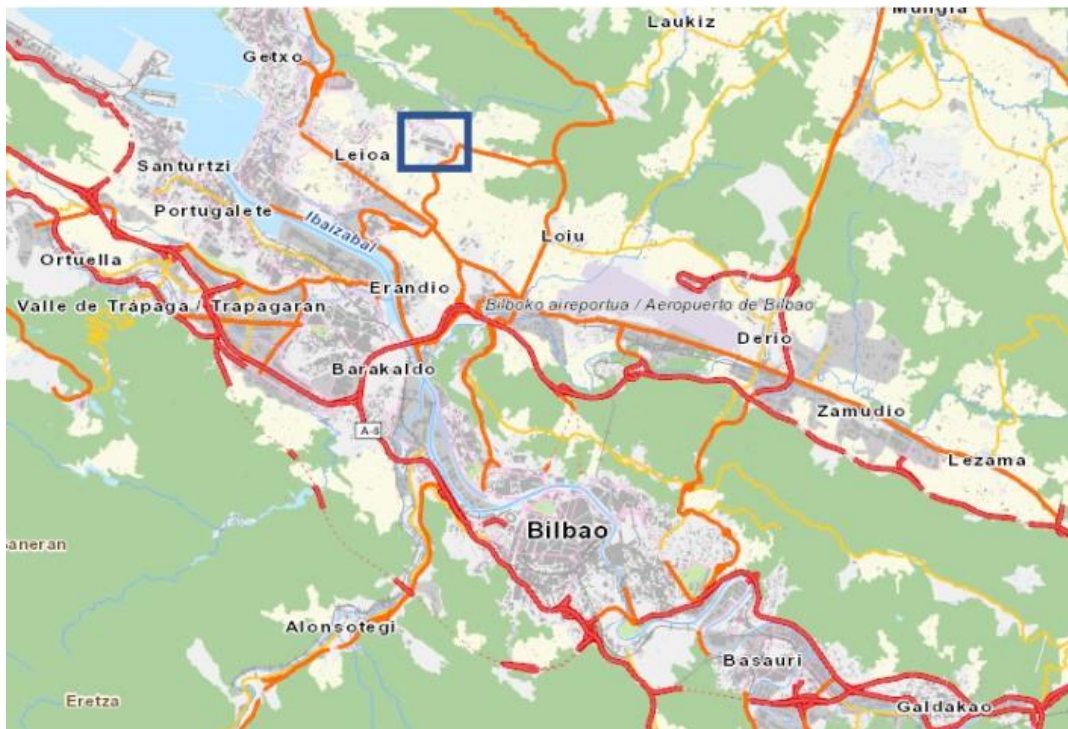 Laukiz
Mungia
Getxo
Leioa
Santurtzi
Portugalete
Ibaizabal
Loiu
Ortuella
Erandio
Valle de Trápaga / Trapagaran
Bilboko aireportua / Aeropuerto de Bilbao
Derio
Barakaldo
Zamudio
A-8
Lezama
Bilbao
aneran
Alonsotegi
Basauri
Eretza
Galdakao